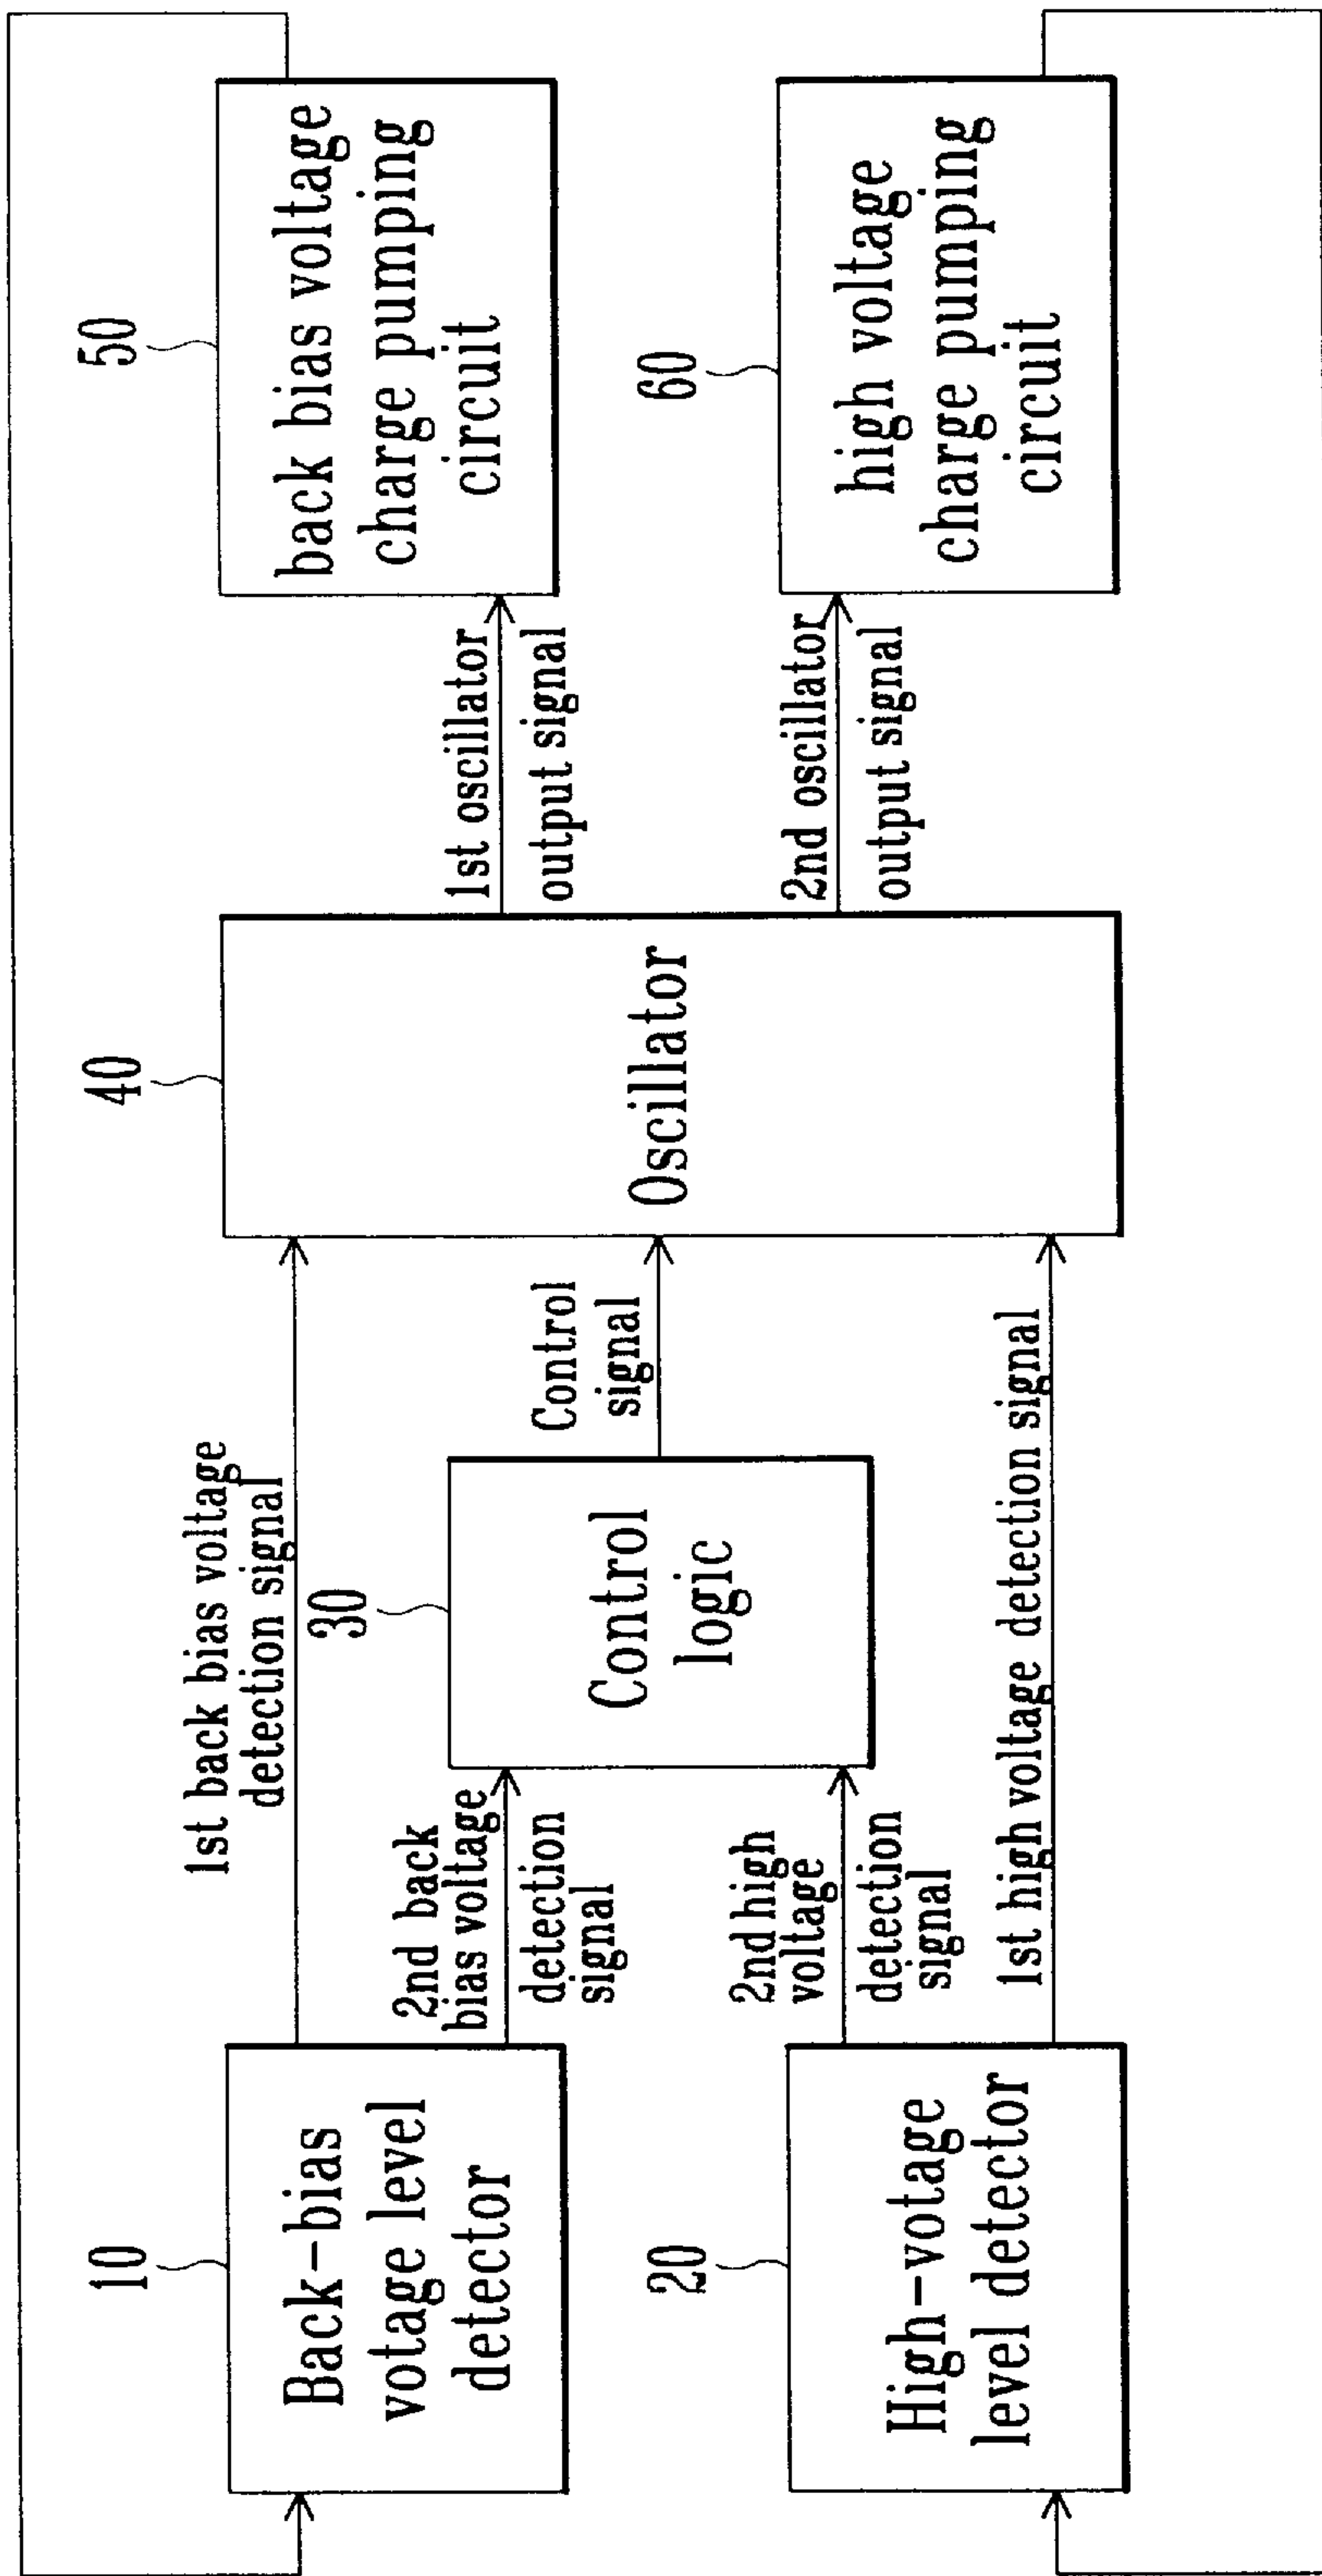 10
Back-bias
votage level
detector
20
High-votage
level detector
1st back bias voltage
detection signal
2nd back
bias voltage
detection
signal
2nd high
voltage
detection
signal
1st high voltage detection signal
30
Control
logic
Control
signal
40
Oscillator
1st oscillator
output signal
2nd oscillator
output signal
50
back bias voltage
charge pumping
circuit
60
high voltage
charge pumping
circuit